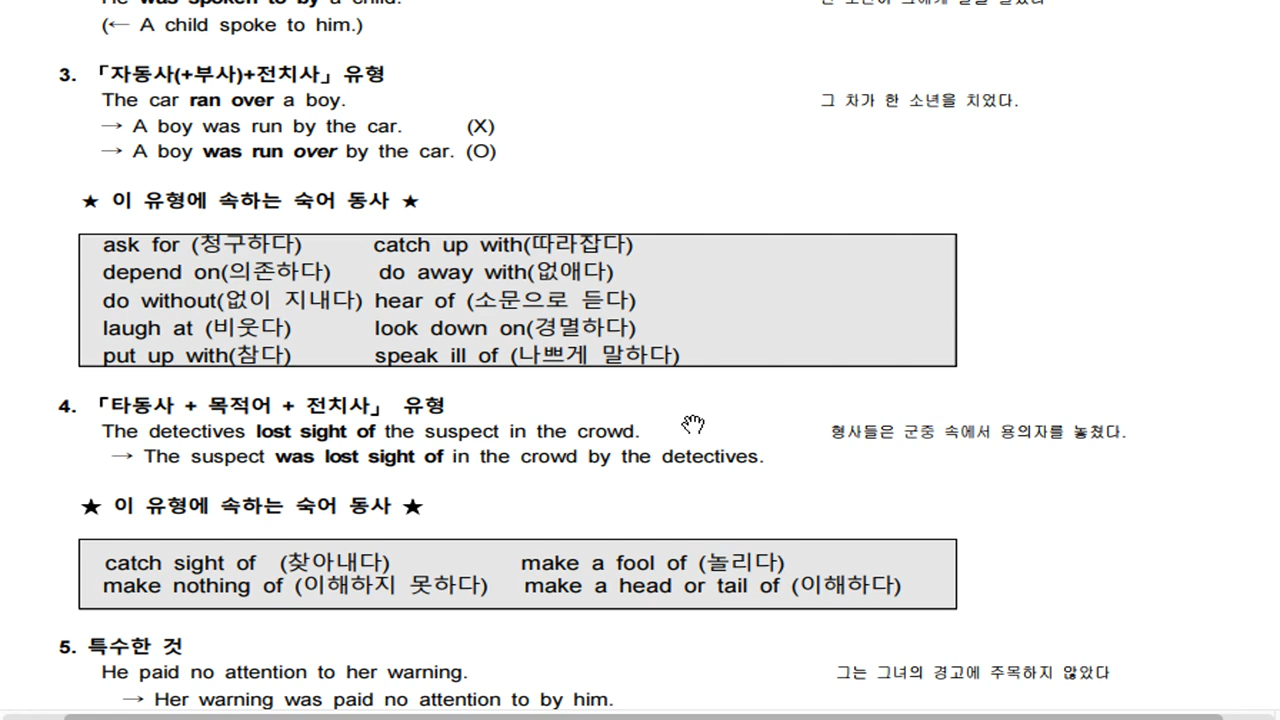 He was spoken to by a child.
(← A child spoke to him.)
3. 「자동사(+부사)+전치사」 유형
The car ran over a boy. 그 차가 한 소년을 치었다.
→ A boy was run by the car. (X)
→ A boy was run over by the car. (O)
★ 이 유형에 속하는 숙어 동사 ★
ask for (청구하다) catch up with(따라잡다)
depend on(의존하다) do away with(없애다)
do without(없이 지내다) hear of (소문으로 듣다)
laugh at (비웃다) look down on(경멸하다)
put up with(참다) speak ill of (나쁘게 말하다)
4. 「타동사 + 목적어 + 전치사」 유형
The detectives lost sight of the suspect in the crowd. 형사들은 군중 속에서 용의자를 놓쳤다.
→ The suspect was lost sight of in the crowd by the detectives.
★ 이 유형에 속하는 숙어 동사 ★
catch sight of (찾아내다) make a fool of (놀리다)
make nothing of (이해하지 못하다) make a head or tail of (이해하다)
5. 특수한 것
He paid no attention to her warning. 그는 그녀의 경고에 주목하지 않았다
→ Her warning was paid no attention to by him.